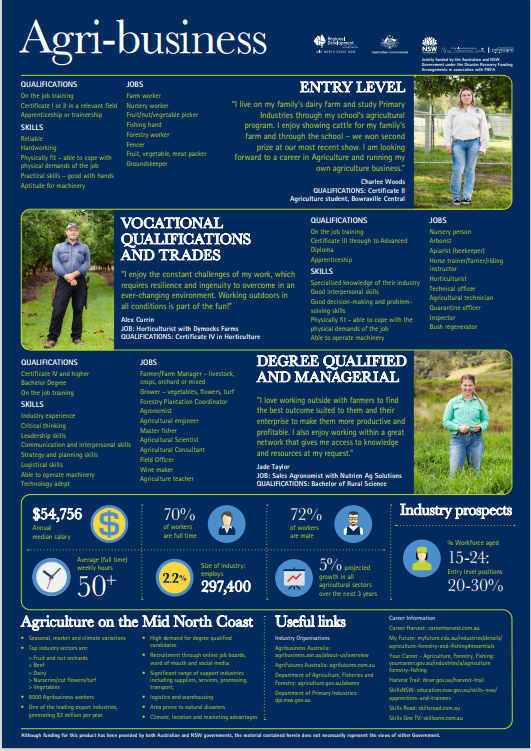 Agri-business
Regional
Development
MID NORTH COAST NSW
Australian Government
NSW
GOVERNMENT
Jointly funded by the Australian and NSW
Government under the Disaster Recovery Funding
Arrangements in association with
QUALIFICATIONS
On the job training
Certificate I or II in a relevant field
Apprenticeship or traineeship
SKILLS
Reliable
Hardworking
Physically fit – able to cope with
physical demands of the job
Practical skills – good with hands
Aptitude for machinery
JOBS
Farm worker
Nursery worker
Fruit/nut/vegetable picker
Fishing hand
Forestry worker
Fencer
Fruit, vegetable, meat packer
Groundskeeper
ENTRY LEVEL
"I live on my family's dairy farm and study Primary
Industries through my school's agricultural
program. I enjoy showing cattle for my family's
farm and through the school – we won second
prize at our most recent show. I am looking
forward to a career in Agriculture and running my
own agriculture business."
Charlee Woods
QUALIFICATIONS: Certificate II
Agriculture student, Bowraville Central
VOCATIONAL
QUALIFICATIONS
AND TRADES
"I enjoy the constant challenges of my work, which
requires resilience and ingenuity to overcome in an
ever-changing environment. Working outdoors in
all conditions is part of the fun!"
Alex Currin
JOB: Horticulturist with Dymocks Farms
QUALIFICATIONS: Certificate IV in Horticulture
QUALIFICATIONS
On the job training
Certificate III through to Advanced
Diploma
Apprenticeship
SKILLS
Specialised knowledge of their industry
Good interpersonal skills
Good decision-making and problem-
solving skills
Physically fit – able to cope with the
physical demands of the job
Able to operate machinery
JOBS
Nursery person
Arborist
Apiarist (beekeeper)
Horse trainer/farrier/riding
instructor
Horticulturist
Technical officer
Agricultural technician
Quarantine officer
Inspector
Bush regenerator
QUALIFICATIONS
Certificate IV and higher
Bachelor Degree
On the job training
SKILLS
Industry experience
Critical thinking
Leadership skills
Communication and interpersonal skills
Strategy and planning skills
Logistical skills
Able to operate machinery
Technology adept
JOBS
Farmer/Farm Manager – livestock,
crops, orchard or mixed
Grower – vegetables, flowers, turf
Forestry Plantation Coordinator
Agronomist
Agricultural engineer
Master fisher
Agricultural Scientist
Agricultural Consultant
Field Officer
Wine maker
Agriculture teacher
DEGREE QUALIFIED
AND MANAGERIAL
"I love working outside with farmers to find
the best outcome suited to them and their
enterprise to make them more productive and
profitable. I also enjoy working within a great
network that gives me access to knowledge
and resources at my request."
Jade Taylor
JOB: Sales Agronomist with Nutrien Ag Solutions
QUALIFICATIONS: Bachelor of Rural Science
$54,756
Annual
median salary
$
70%
of workers
are full time
72%
of workers
are male
Average (full time)
weekly hours
50+
2.2%
Size of industry:
employs
297,400
5% projected
growth in all
agricultural sectors
over the next 3 years
Industry prospects
% Workforce aged
15-24:
Entry level positions
20-30%
Agriculture on the Mid North Coast
• Seasonal, market and climate variations
• Top industry sectors are:
> Fruit and nut orchards
> Beef
> Dairy
> Nurseries/cut flowers/turf
> Vegetables
• 8000 Agribusiness workers
• One of the leading export industries,
generating $3 million per year
• High demand for degree qualified
candidates
• Recruitment through online job boards,
word of mouth and social media
• Significant range of support industries
including suppliers, services, processing,
transport,
• logistics and warehousing
• Area prone to natural disasters
• Climate, location and marketing advantages
Useful links
Industry Organisations
Agribusiness Australia:
agribusiness.com.au/about-us/overview
AgriFutures Australia: agrifutures.com.au
Department of Agriculture, Fisheries and
Forestry: agriculture.gov.au/abares
Department of Primary Industries:
dpi.nsw.gov.au
Career Information
Career Harvest: careerharvest.com.au
My Future: myfuture.edu.au/industries/details/
agriculture-forestry-and-fishing#essentials
Your Career - Agriculture, Forestry, Fishing:
yourcareer.gov.au/industries/a/agriculture
forestry-fishing
Harvest Trail: dewr.gov.au/harvest-trail
SkillsNSW: education.nsw.gov.au/skills-nsw/
apprentices-and-trainees
Skills Road: skillsroad.com.au
Skills One TV: skillsone.com.au
Although funding for this product has been provided by both Australian and NSW governments, the material contained herein does not necessarily represent the views of either Government.